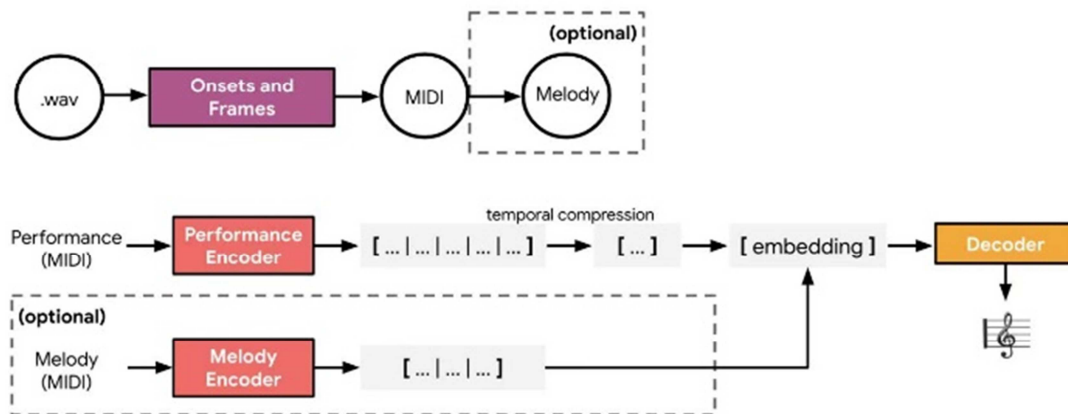 (optional)
.wav
Onsets and
Frames
MIDI
Melody
temporal compression
Performance
(MIDI)
Performance
Encoder
[ ... | ... | ... | ... | ... ]
[ ... ]
[ embedding ]
Decoder
(optional)
Melody
(MIDI)
Melody
Encoder
[ ... | ... | ... ]